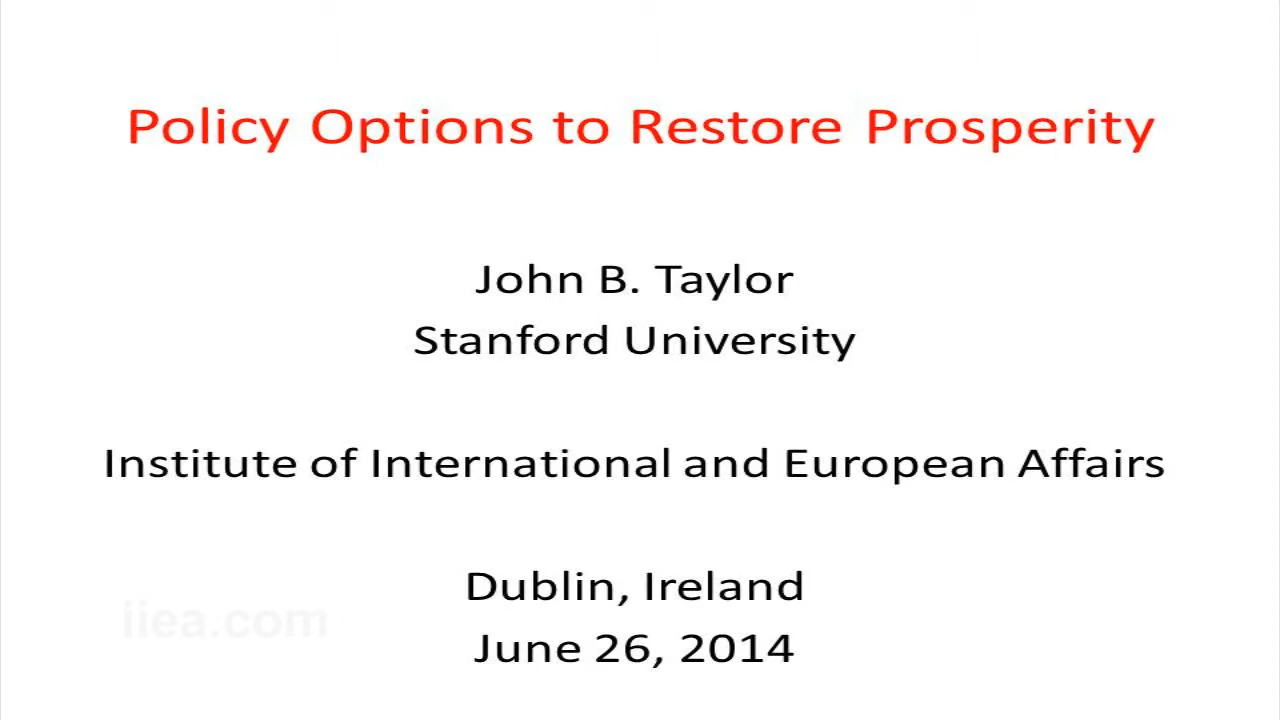 Policy Options to Restore Prosperity
John B. Taylor
Stanford University
Institute of International and European Affairs
Dublin, Ireland
iiea.com
June 26, 2014